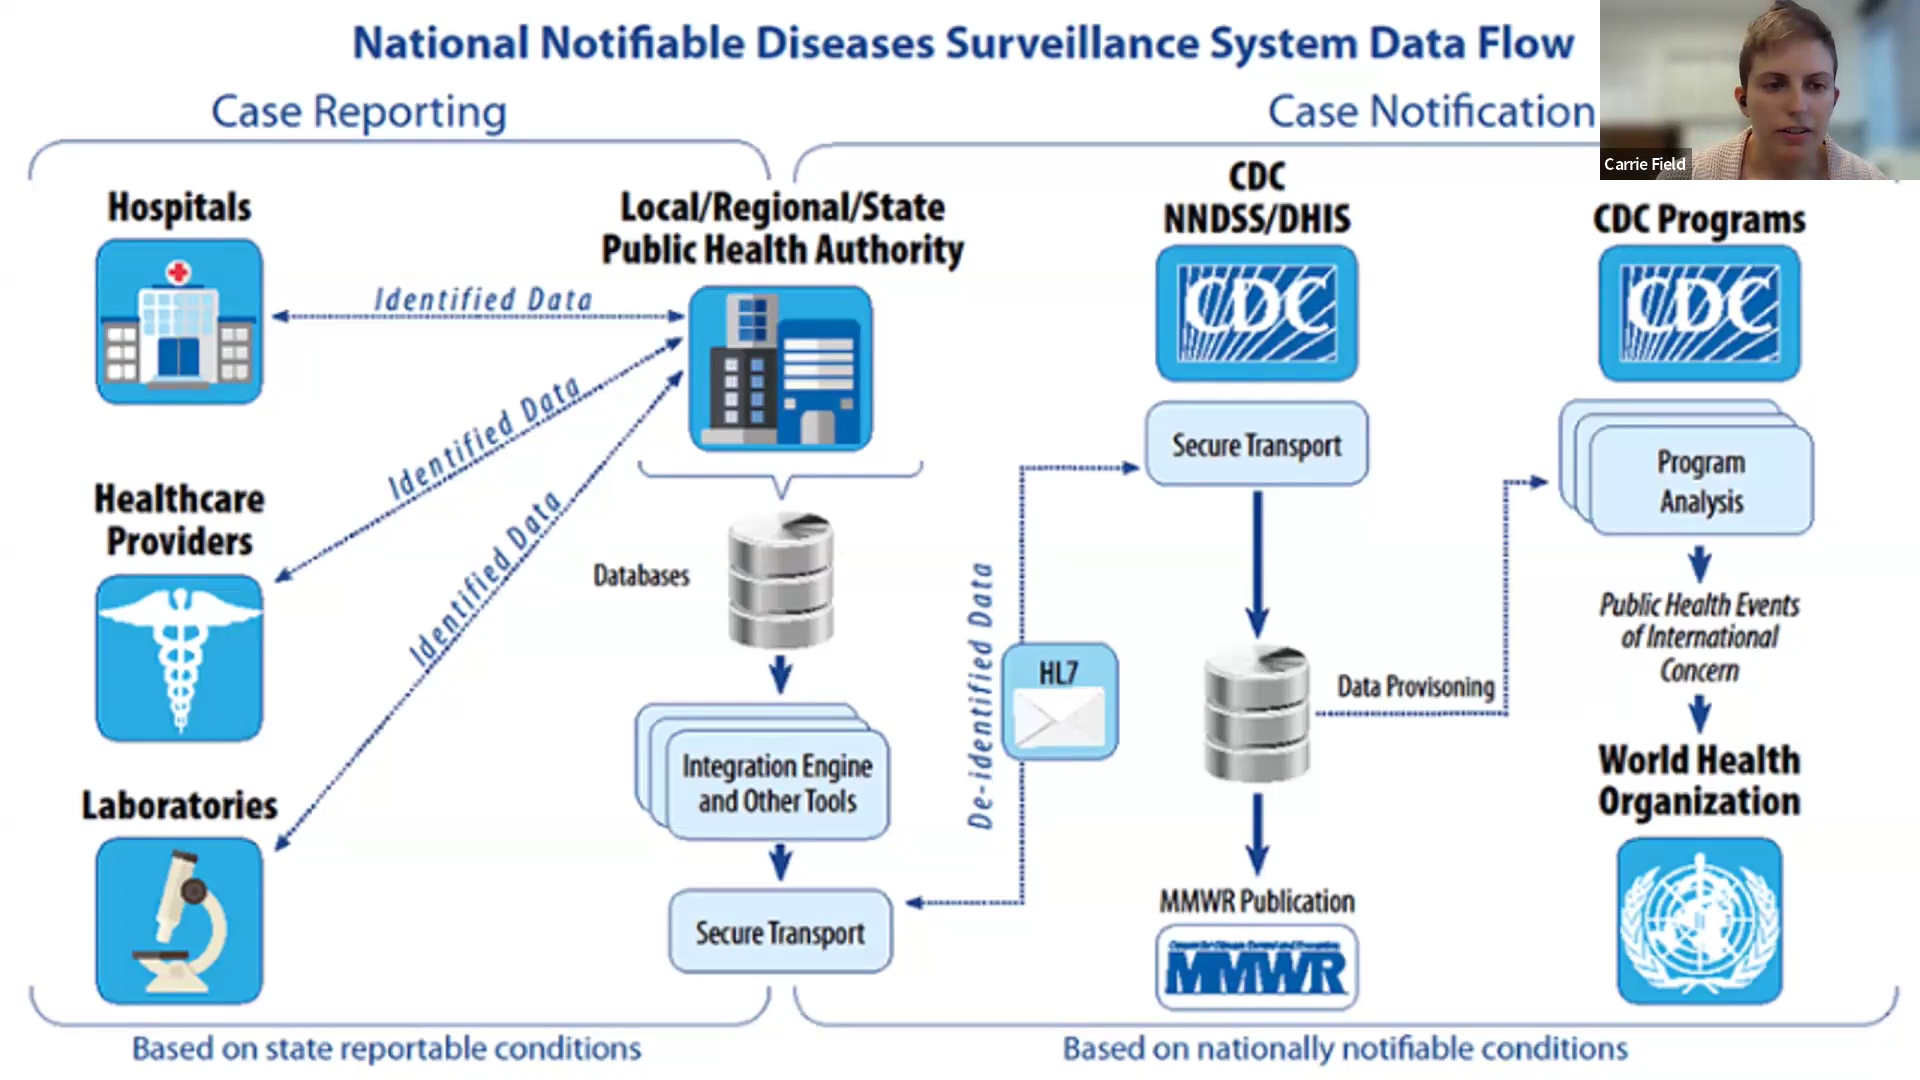 National Notifiable Diseases Surveillance System Data Flow
Case Reporting
Case Notification
Carrie Field
Hospitals
Local/Regional/State
Public Health Authority
CDC
NNDSS/DHIS
CDC Programs
Identified Data
CDC
CDC
Identified Data
Secure Transport
Program
Analysis
Healthcare
Providers
Identified Data
Databases
De-identified Data
HL7
Public Health Events
of International
Concern
Data Provisoning
Laboratories
Integration Engine
and Other Tools
World Health
Organization
Secure Transport
MMWR Publication
MMWR
Based on state reportable conditions
Based on nationally notifiable conditions